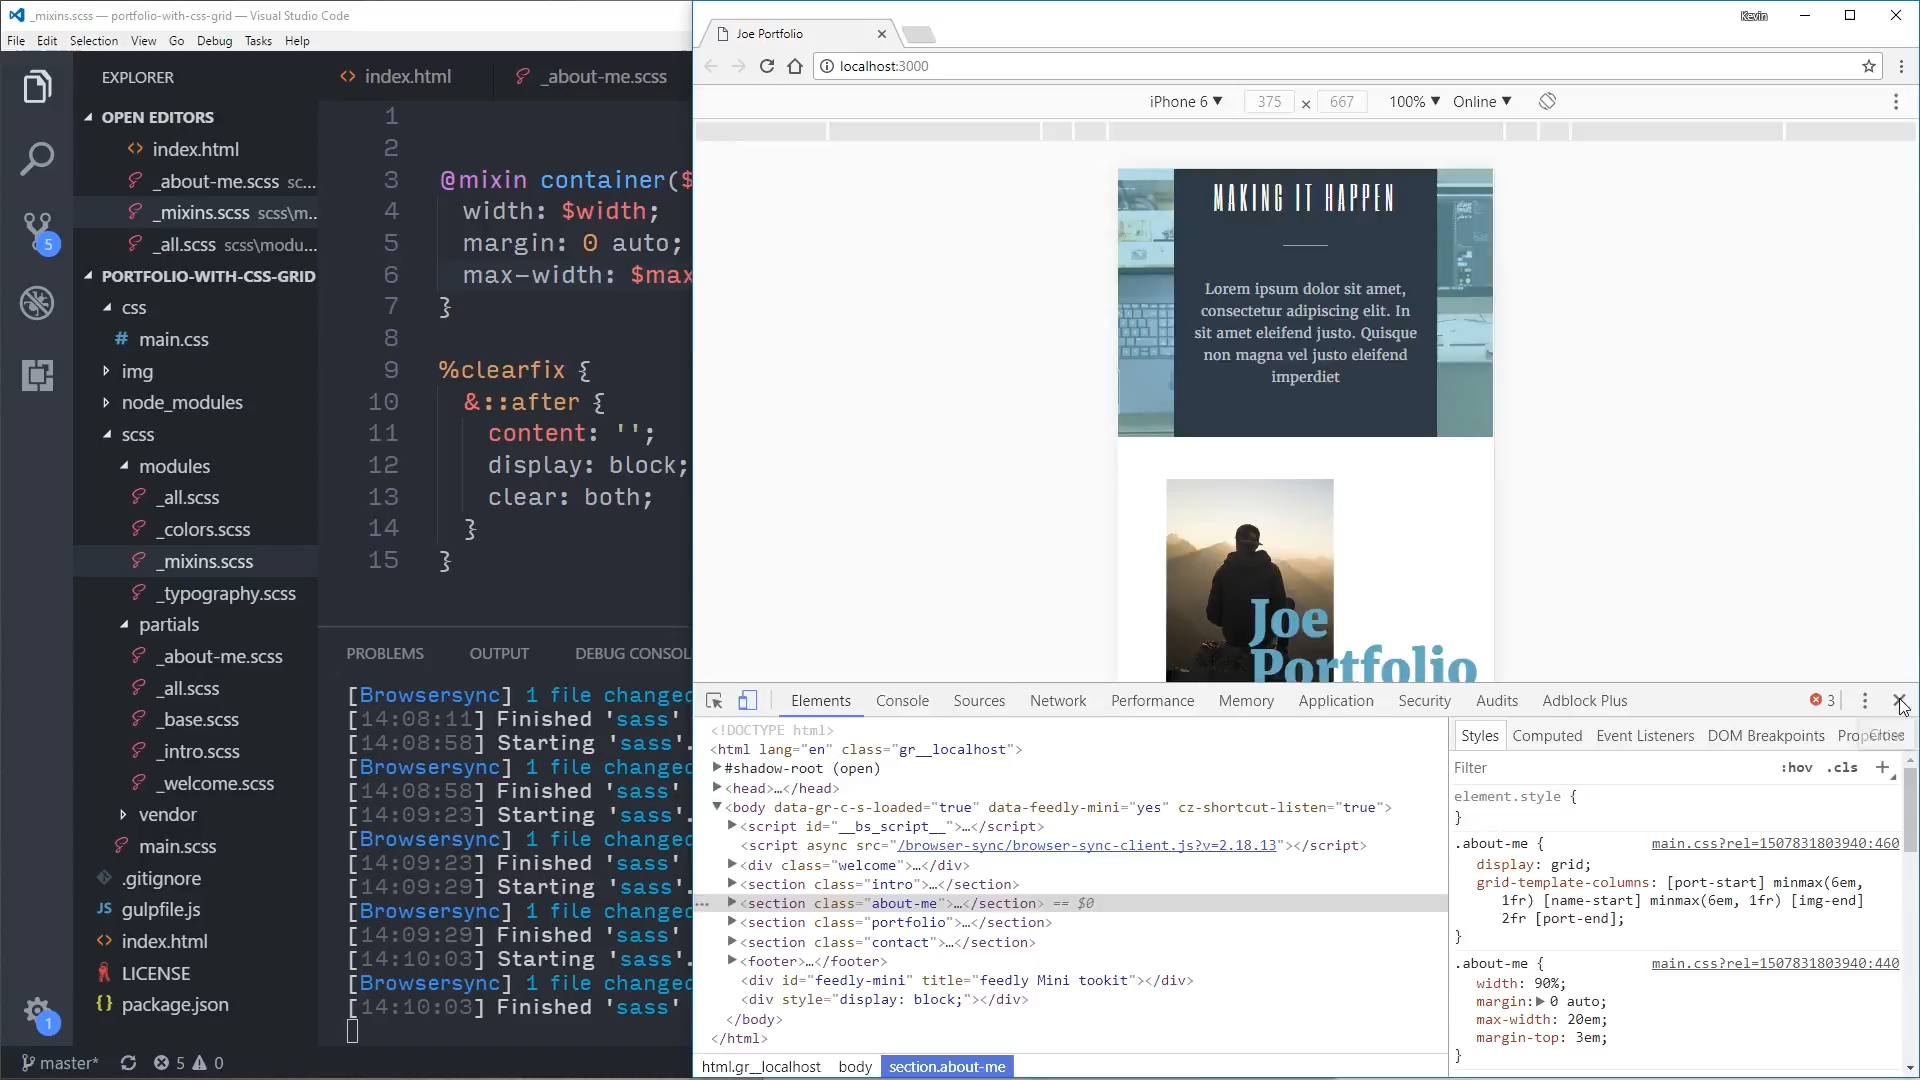 _mixins.scss — portfolio-with-css-grid — Visual Studio Code
File Edit Selection View Go Debug Tasks Help
EXPLORER
OPEN EDITORS
index.html
_about-me.scss sc...
_mixins.scss scss\m...
_all.scss scss\modu...
PORTFOLIO-WITH-CSS-GRID
css
# main.css
img
node_modules
scss
modules
_all.scss
_colors.scss
_mixins.scss
_typography.scss
partials
_about-me.scss
_all.scss
_base.scss
_intro.scss
_welcome.scss
vendor
main.scss
.gitignore
JS gulpfile.js
index.html
LICENSE
package.json
5
1
master* 5 0
index.html _about-me.scss
1
2
3 @mixin container($
4 width: $width;
5 margin: 0 auto;
6 max-width: $max
7 }
8
9 %clearfix {
10 &::after {
11 content: '';
12 display: block;
13 clear: both;
14 }
15 }
PROBLEMS OUTPUT DEBUG CONSOL
[Browsersync] 1 file changed
[14:08:11] Finished 'sass'
[14:08:58] Starting 'sass'.
[Browsersync] 1 file changed
[14:08:58] Finished 'sass'
[14:09:23] Starting 'sass'.
[Browsersync] 1 file changed
[14:09:23] Finished 'sass'
[14:09:29] Starting 'sass'.
[Browsersync] 1 file changed
[14:09:29] Finished 'sass'
[14:10:03] Starting 'sass'.
[Browsersync] 1 file changed
[14:10:03] Finished 'sass'
Joe Portfolio
Kevin
localhost:3000
iPhone 6 375 × 667 100% Online
MAKING IT HAPPEN
Lorem ipsum dolor sit amet,
consectetur adipiscing elit. In
sit amet eleifend justo. Quisque
non magna vel justo eleifend
imperdiet
Joe
Portfolio
Elements Console Sources Network Performance Memory Application Security Audits Adblock Plus 3
<!DOCTYPE html>
<html lang="en" class="gr__localhost">
#shadow-root (open)
<head>…</head>
<body data-gr-c-s-loaded="true" data-feedly-mini="yes" cz-shortcut-listen="true">
<script id="__bs_script__">…</script>
<script async src="/browser-sync/browser-sync-client.js?v=2.18.13"></script>
<div class="welcome">…</div>
<section class="intro">…</section>
<section class="about-me">…</section> == $0
<section class="portfolio">…</section>
<section class="contact">…</section>
<footer>…</footer>
<div id="feedly-mini" title="feedly Mini tookit"></div>
<div style="display: block;"></div>
</body>
</html>
html.gr__localhost body section.about-me
Styles Computed Event Listeners DOM Breakpoints
Filter :hov .cls +
element.style {
}
.about-me { main.css?rel=1507831803940:460
display: grid;
grid-template-columns: [port-start] minmax(6em,
1fr) [name-start] minmax(6em, 1fr) [img-end]
2fr [port-end];
}
.about-me { main.css?rel=1507831803940:440
width: 90%;
margin: 0 auto;
max-width: 20em;
margin-top: 3em;
}